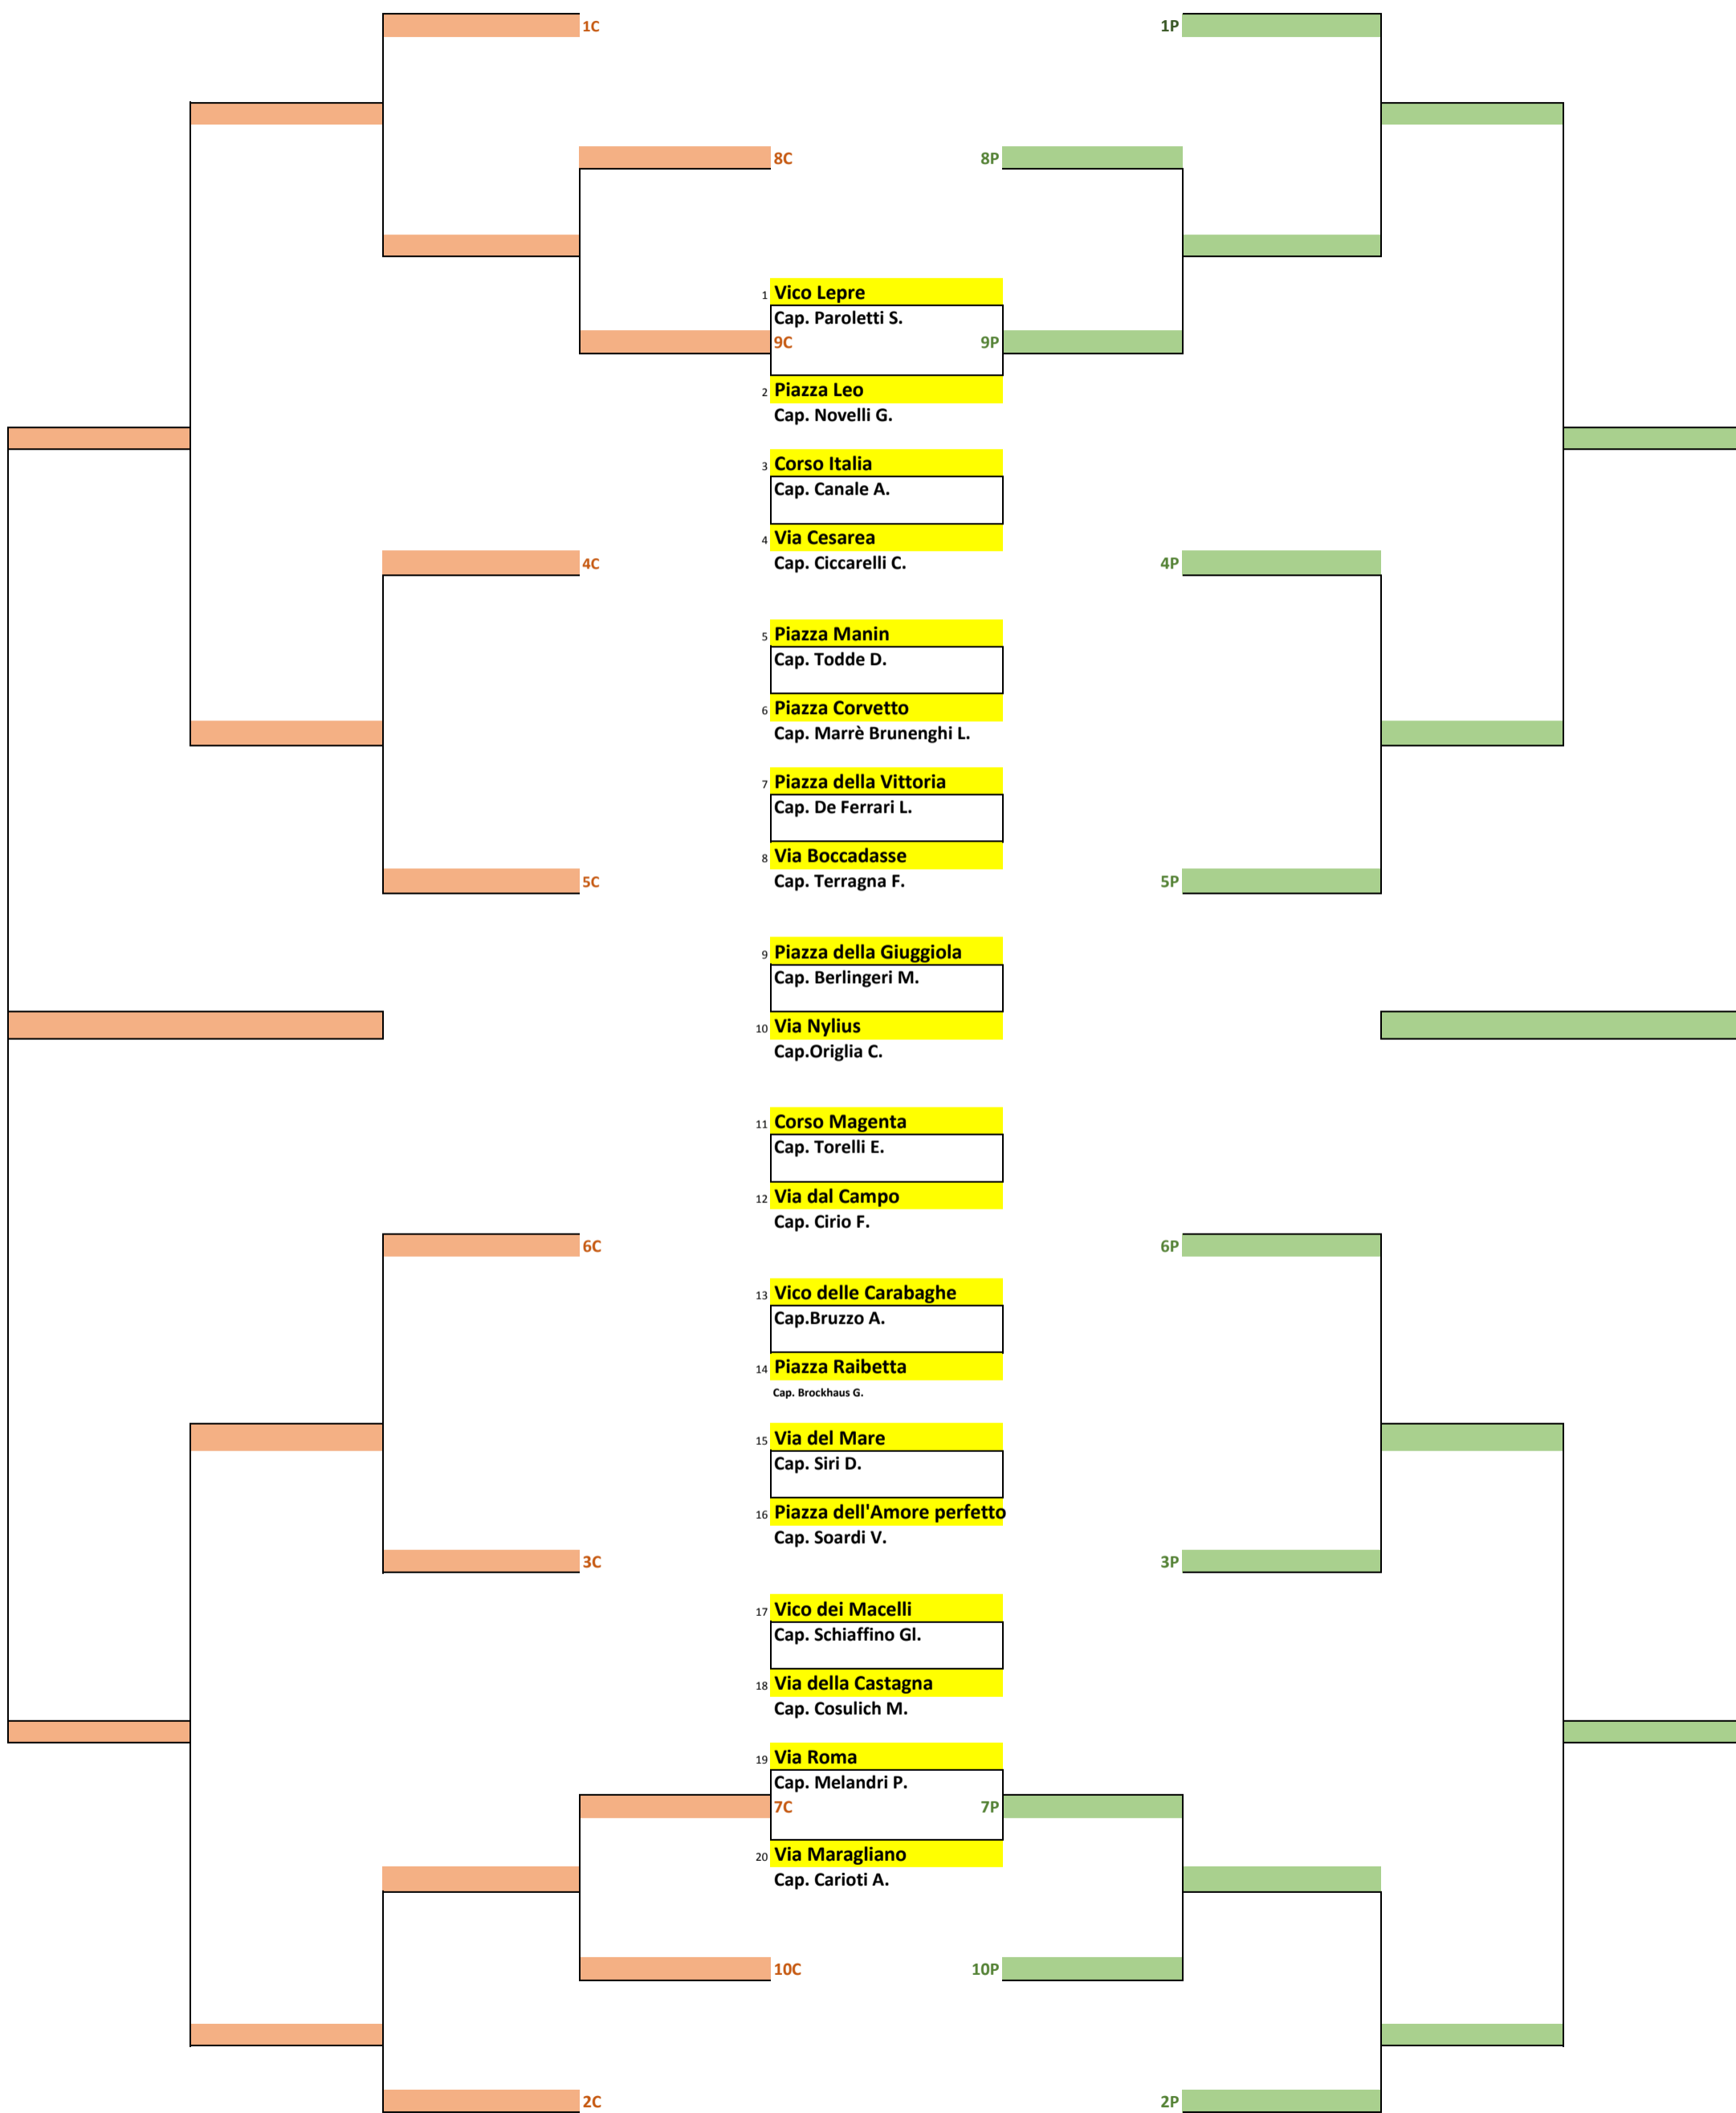 1C 1P
8C 8P
1 Vico Lepre
Cap. Paroletti S.
9C 9P
2 Piazza Leo
Cap. Novelli G.
3 Corso Italia
Cap. Canale A.
4 Via Cesarea
4C Cap. Ciccarelli C. 4P
5 Piazza Manin
Cap. Todde D.
6 Piazza Corvetto
Cap. Marrè Brunenghi L.
7 Piazza della Vittoria
Cap. De Ferrari L.
8 Via Boccadasse
5C Cap. Terragna F. 5P
9 Piazza della Giuggiola
Cap. Berlingeri M.
10 Via Nylius
Cap.Origlia C.
11 Corso Magenta
Cap. Torelli E.
12 Via dal Campo
Cap. Cirio F.
6C 6P
13 Vico delle Carabaghe
Cap.Bruzzo A.
14 Piazza Raibetta
Cap. Brockhaus G.
15 Via del Mare
Cap. Siri D.
16 Piazza dell'Amore perfetto
Cap. Soardi V.
3C 3P
17 Vico dei Macelli
Cap. Schiaffino Gl.
18 Via della Castagna
Cap. Cosulich M.
19 Via Roma
Cap. Melandri P.
7C 7P
20 Via Maragliano
Cap. Carioti A.
10C 10P
2C 2P